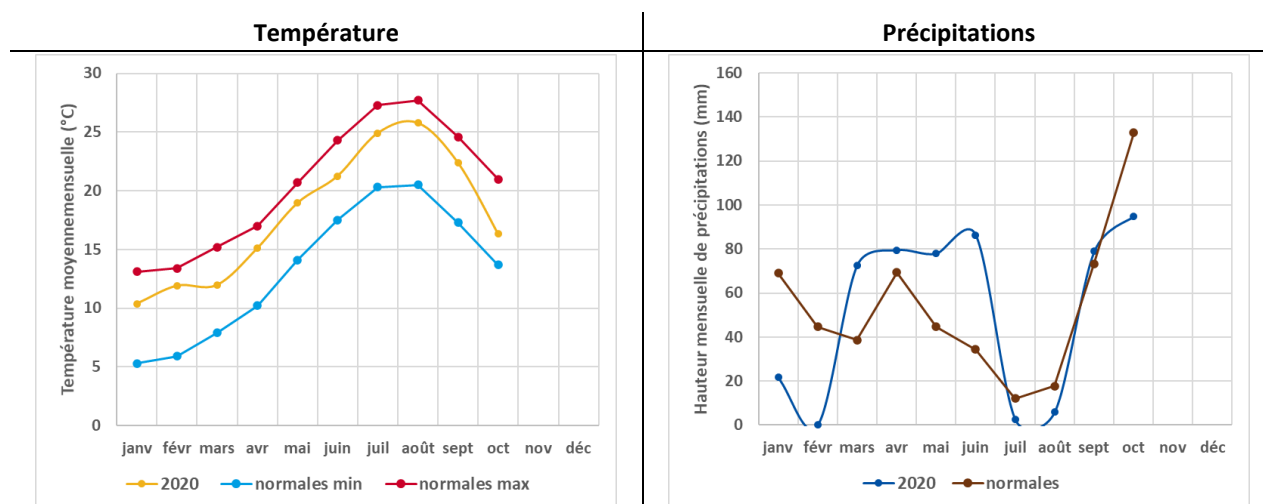 Température
Précipitations
Température moyennemensuelle (°C)
30
25
20
15
10
5
0
janv févr mars avr mai juin juil août sept oct nov déc
2020 normales min normales max
Hauteur mensuelle de précipitations (mm)
160
140
120
100
80
60
40
20
0
janv févr mars avr mai juin juil août sept oct nov déc
2020 normales